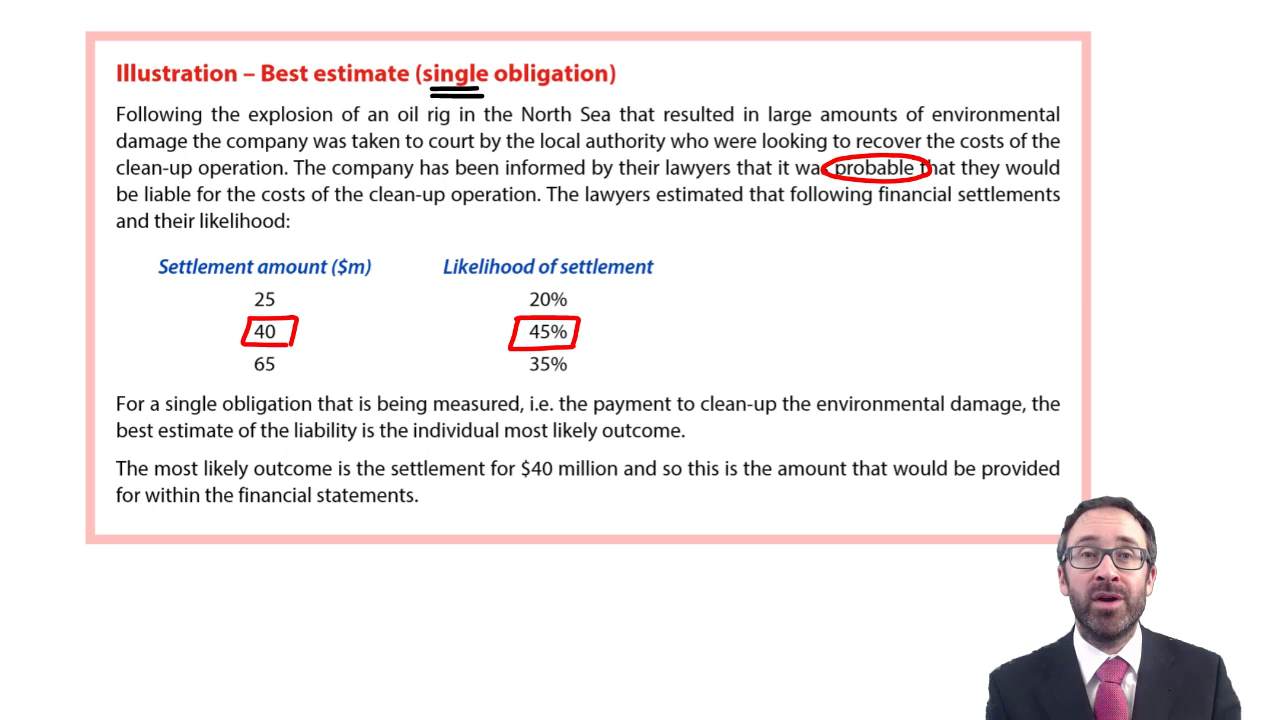 Illustration – Best estimate (single obligation)
Following the explosion of an oil rig in the North Sea that resulted in large amounts of environmental
damage the company was taken to court by the local authority who were looking to recover the costs of the
clean-up operation. The company has been informed by their lawyers that it was probable that they would
be liable for the costs of the clean-up operation. The lawyers estimated that following financial settlements
and their likelihood:
Settlement amount ($m) Likelihood of settlement
25 20%
40 45%
65 35%
For a single obligation that is being measured, i.e. the payment to clean-up the environmental damage, the
best estimate of the liability is the individual most likely outcome.
The most likely outcome is the settlement for $40 million and so this is the amount that would be provided
for within the financial statements.